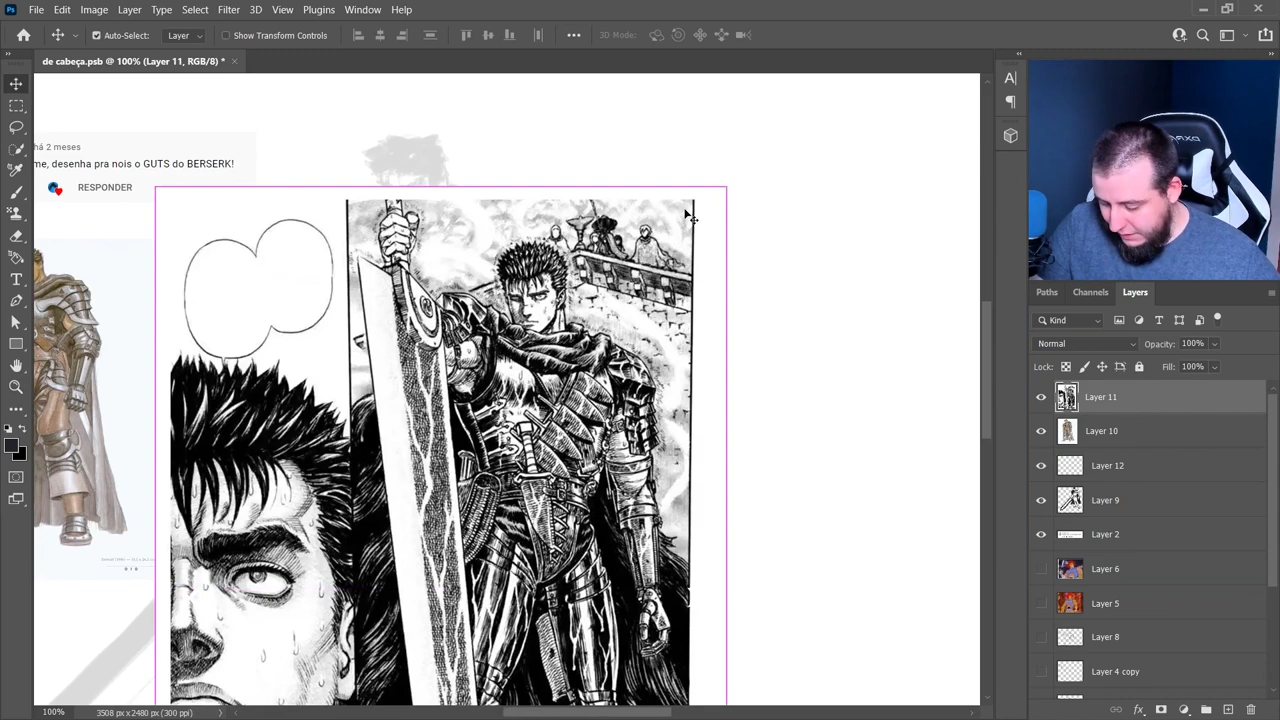 Ps File Edit Image Layer Type Select Filter 3D View Plugins Window Help
Auto-Select: Layer Show Transform Controls 3D Mode:
de cabeça.psb @ 100% (Layer 11, RGB/8) *
há 2 meses
me, desenha pra nois o GUTS do BERSERK!
RESPONDER
Paths Channels Layers
Kind
Normal Opacity: 100%
Lock: Fill: 100%
Layer 11
Layer 10
Layer 12
Layer 9
Layer 2
Layer 6
Layer 5
Layer 8
Layer 4 copy
100% 3508 px x 2480 px (300 ppi)